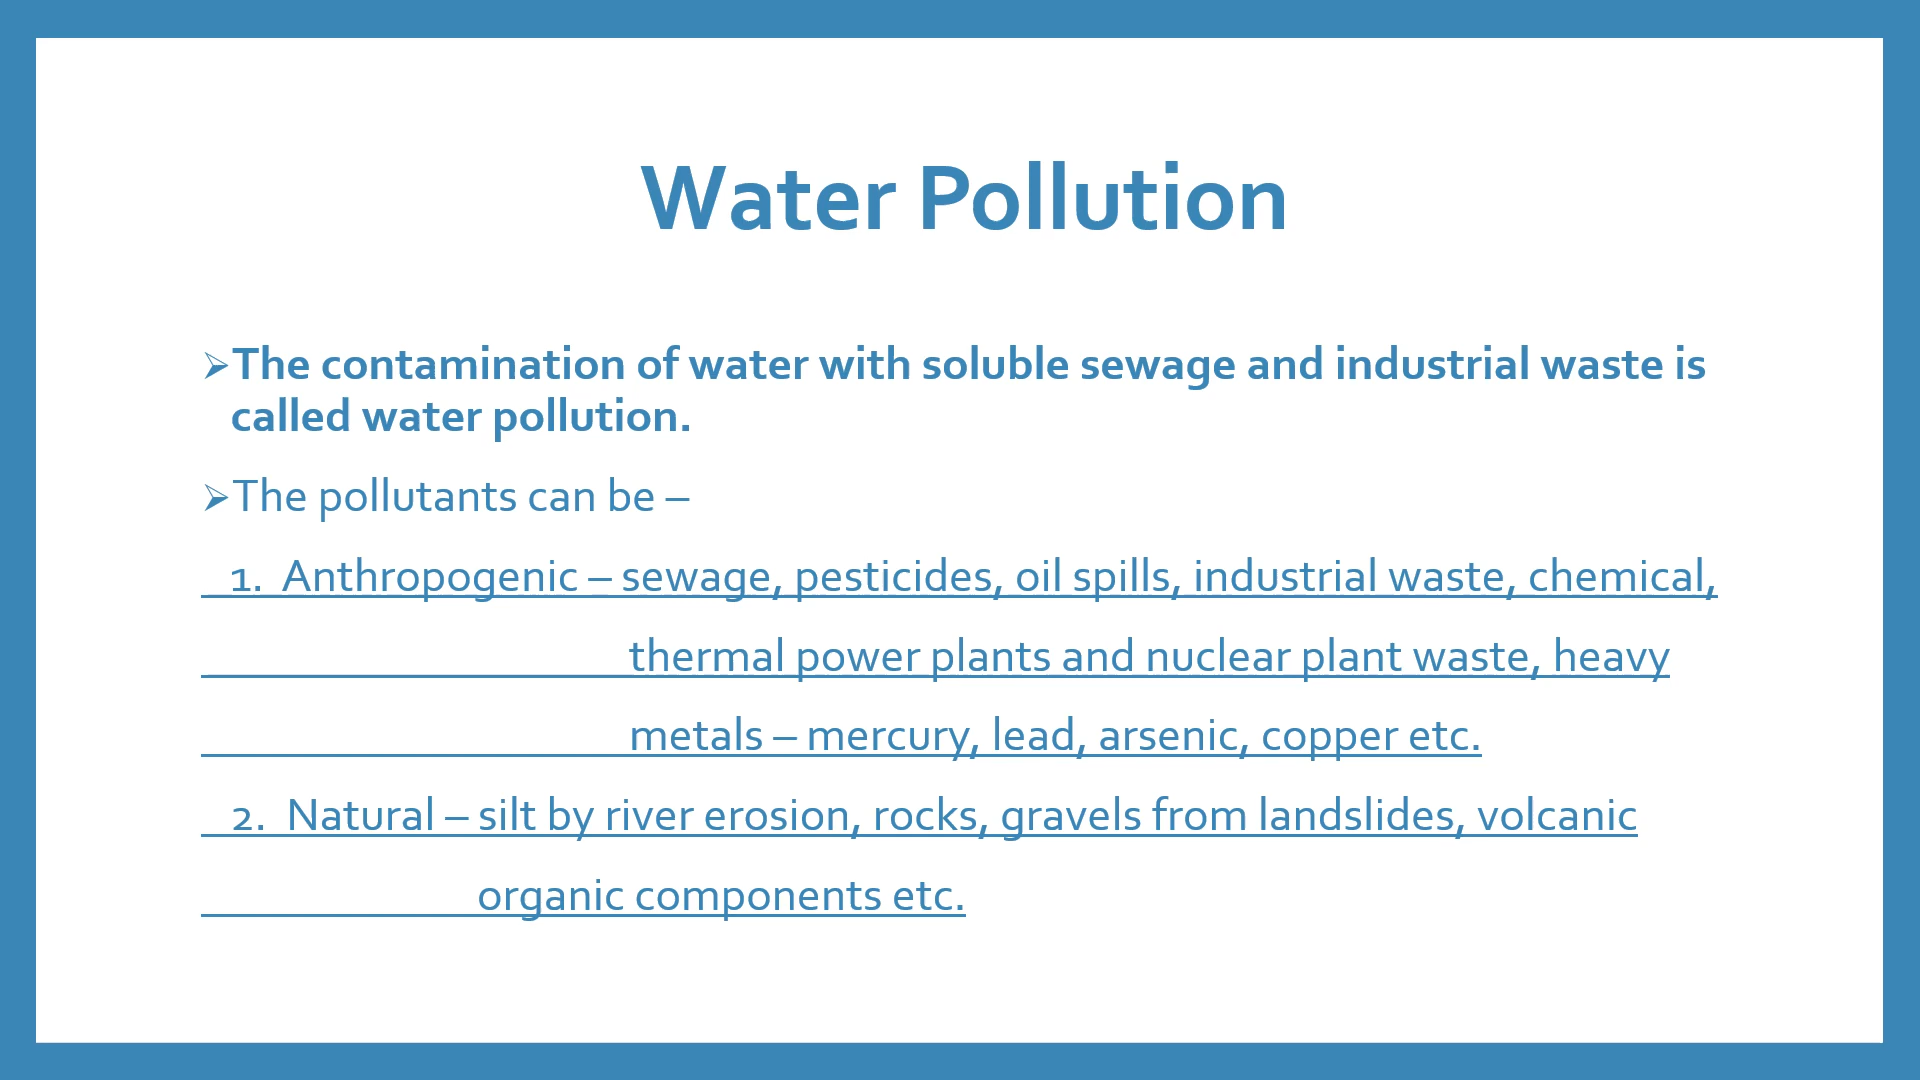 Water Pollution
➢The contamination of water with soluble sewage and industrial waste is
called water pollution.
➢The pollutants can be –
1. Anthropogenic – sewage, pesticides, oil spills, industrial waste, chemical,
thermal power plants and nuclear plant waste, heavy
metals – mercury, lead, arsenic, copper etc.
2. Natural – silt by river erosion, rocks, gravels from landslides, volcanic
organic components etc.